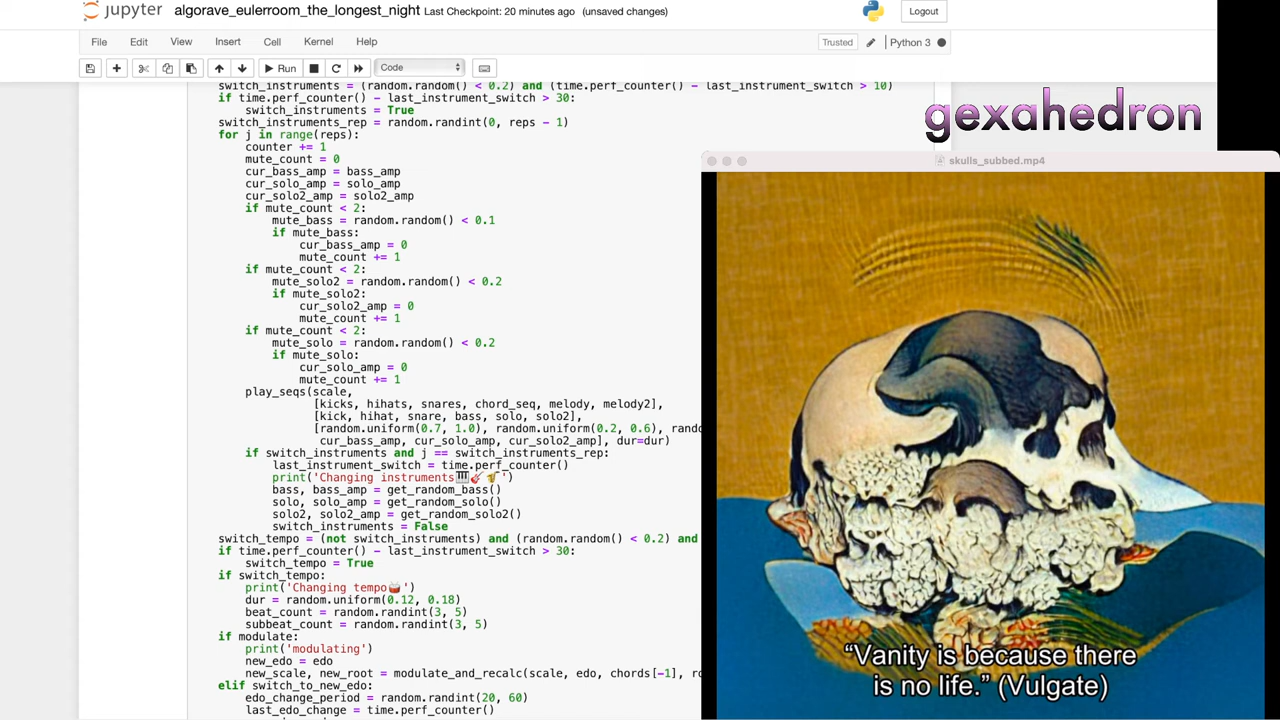 jupyter algorave_eulerroom_the_longest_night Last Checkpoint: 20 minutes ago (unsaved changes)
Logout
File Edit View Insert Cell Kernel Help
Trusted
Python 3
Run
Code
switch_instruments = (random.random() < 0.2) and (time.perf_counter() - last_instrument_switch > 10)
if time.perf_counter() - last_instrument_switch > 30:
switch_instruments = True
switch_instruments_rep = random.randint(0, reps - 1)
for j in range(reps):
counter += 1
mute_count = 0
cur_bass_amp = bass_amp
cur_solo_amp = solo_amp
cur_solo2_amp = solo2_amp
if mute_count < 2:
mute_bass = random.random() < 0.1
if mute_bass:
cur_bass_amp = 0
mute_count += 1
if mute_count < 2:
mute_solo2 = random.random() < 0.2
if mute_solo2:
cur_solo2_amp = 0
mute_count += 1
if mute_count < 2:
mute_solo = random.random() < 0.2
if mute_solo:
cur_solo_amp = 0
mute_count += 1
play_seqs(scale,
[kicks, hihats, snares, chord_seq, melody, melody2],
[kick, hihat, snare, bass, solo, solo2],
[random.uniform(0.7, 1.0), random.uniform(0.2, 0.6), rando
cur_bass_amp, cur_solo_amp, cur_solo2_amp], dur=dur)
if switch_instruments and j == switch_instruments_rep:
last_instrument_switch = time.perf_counter()
print('Changing instruments🎹🎸🎷')
bass, bass_amp = get_random_bass()
solo, solo_amp = get_random_solo()
solo2, solo2_amp = get_random_solo2()
switch_instruments = False
switch_tempo = (not switch_instruments) and (random.random() < 0.2) and
if time.perf_counter() - last_instrument_switch > 30:
switch_tempo = True
if switch_tempo:
print('Changing tempo🥁')
dur = random.uniform(0.12, 0.18)
beat_count = random.randint(3, 5)
subbeat_count = random.randint(3, 5)
if modulate:
print('modulating')
new_edo = edo
new_scale, new_root = modulate_and_recalc(scale, edo, chords[-1], ro
elif switch_to_new_edo:
edo_change_period = random.randint(20, 60)
last_edo_change = time.perf_counter()
gexahedron
skulls_subbed.mp4
“Vanity is because there
is no life.” (Vulgate)